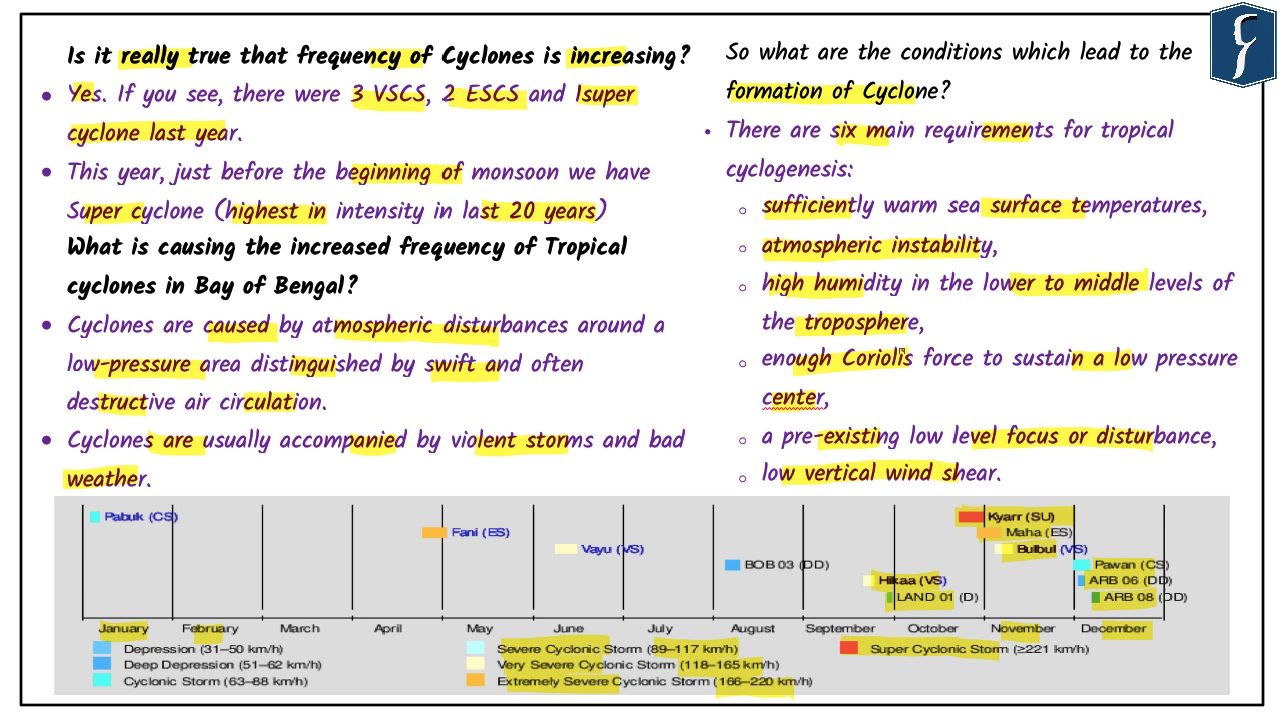 Is it really true that frequency of Cyclones is increasing?
Yes. If you see, there were 3 VSCS, 2 ESCS and 1super
cyclone last year.
This year, just before the beginning of monsoon we have
Super cyclone (highest in intensity in last 20 years)
What is causing the increased frequency of Tropical
cyclones in Bay of Bengal?
Cyclones are caused by atmospheric disturbances around a
low-pressure area distinguished by swift and often
destructive air circulation.
Cyclones are usually accompanied by violent storms and bad
weather.
So what are the conditions which lead to the
formation of Cyclone?
There are six main requirements for tropical
cyclogenesis:
sufficiently warm sea surface temperatures,
atmospheric instability,
high humidity in the lower to middle levels of
the troposphere,
enough Coriolis force to sustain a low pressure
center,
a pre-existing low level focus or disturbance,
low vertical wind shear.
Pabuk (CS)
Kyarr (SU)
Fani (ES)
Maha (ES)
Vayu (VS)
Bulbul (VS)
BOB 03 (DD)
Pawan (CS)
Hikaa (VS)
ARB 06 (DD)
LAND 01 (D)
ARB 08 (DD)
January February March April May June July August September October November December
Depression (31–50 km/h) Severe Cyclonic Storm (89–117 km/h) Super Cyclonic Storm (≥221 km/h)
Deep Depression (51–62 km/h) Very Severe Cyclonic Storm (118–165 km/h)
Cyclonic Storm (63–88 km/h) Extremely Severe Cyclonic Storm (166–220 km/h)